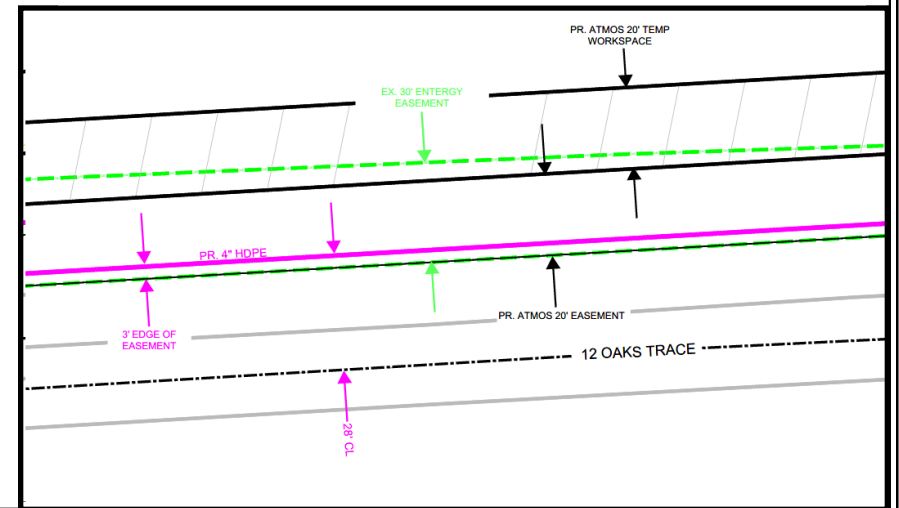 PR. ATMOS 20' TEMP
WORKSPACE
EX. 30' ENTERGY
EASEMENT
PR. 4" HDPE
PR. ATMOS 20' EASEMENT
3' EDGE OF
EASEMENT
12 OAKS TRACE
28' CL